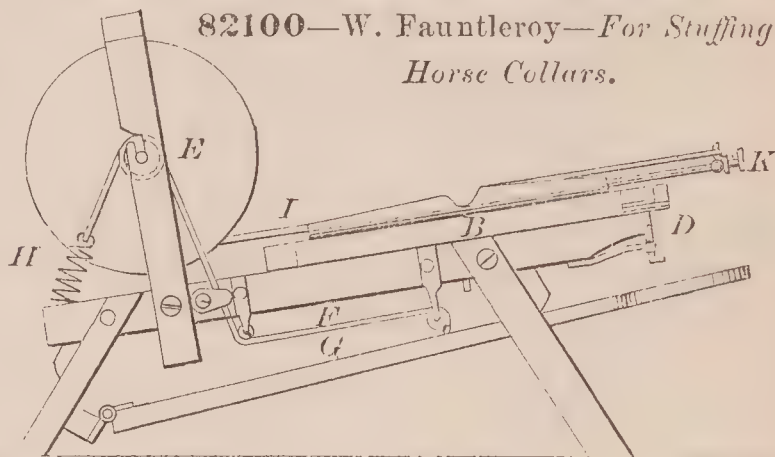 82100—W. Fauntleroy—For Stuffing
Horse Collars.
E
K
I
B
D
H
F
G